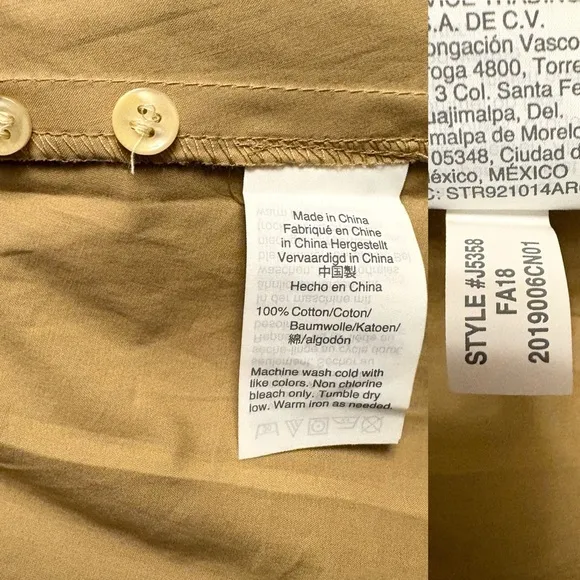 Made in China
Fabriqué en Chine
in China Hergestellt
Vervaardigd in China
中国製
Hecho en China
100% Cotton/Coton/
Baumwolle/Katoen/
綿/algodón
Machine wash cold with
like colors. Non chlorine
bleach only. Tumble dry
low. Warm iron as needed.
.A. DE C.V.
ongación Vasco
roga 4800, Torre
3 Col. Santa Fe
uajimalpa, Del.
malpa de Morelo
05348, Ciudad d
éxico, MÉXICO
C: STR921014AR
STYLE #J5358
FA18
2019006CN01